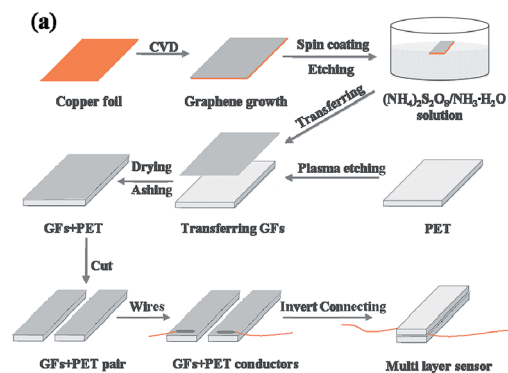 (a)
CVD
Spin coating
Etching
Copper foil
Graphene growth
(NH₄)₂S₂O₈/NH₃·H₂O
solution
Transferring
Drying
Ashing
Plasma etching
GFs+PET
Transferring GFs
PET
Cut
Wires
Invert Connecting
GFs+PET pair
GFs+PET conductors
Multi layer sensor